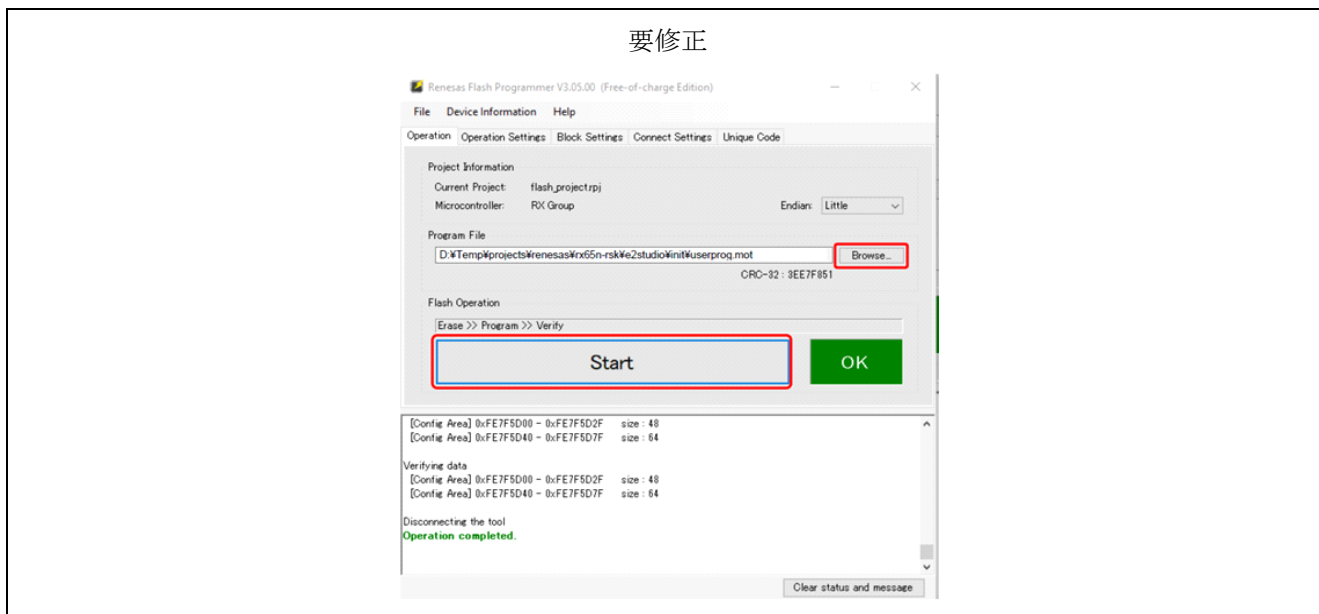 要修正
Renesas Flash Programmer V3.05.00 (Free-of-charge Edition)
File Device Information Help
Operation Operation Settings Block Settings Connect Settings Unique Code
Project Information
Current Project: flash_project.rpj
Microcontroller: RX Group Endian: Little
Program File
D:¥Temp¥projects¥renesas¥rx65n-rsk¥e2studio¥init¥userprog.mot Browse...
CRC-32 : 3EE7F851
Flash Operation
Erase >> Program >> Verify
Start OK
[Config Area] 0xFE7F5D00 - 0xFE7F5D2F size : 48
[Config Area] 0xFE7F5D40 - 0xFE7F5D7F size : 64
Verifying data
[Config Area] 0xFE7F5D00 - 0xFE7F5D2F size : 48
[Config Area] 0xFE7F5D40 - 0xFE7F5D7F size : 64
Disconnecting the tool
Operation completed.
Clear status and message